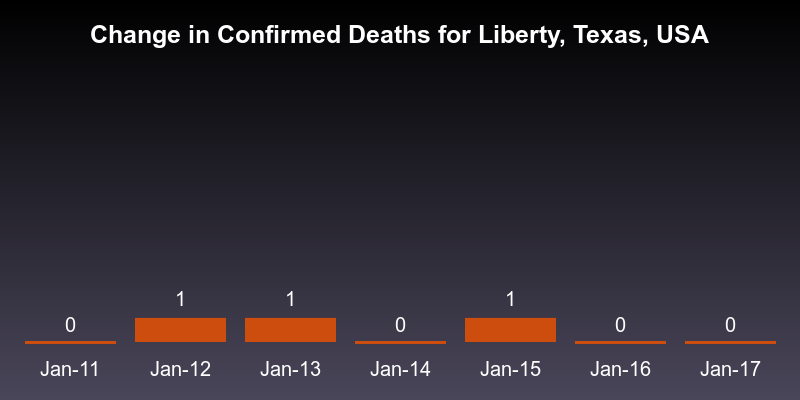 Change in Confirmed Deaths for Liberty, Texas, USA
0 1 1 0 1 0 0
Jan-11 Jan-12 Jan-13 Jan-14 Jan-15 Jan-16 Jan-17